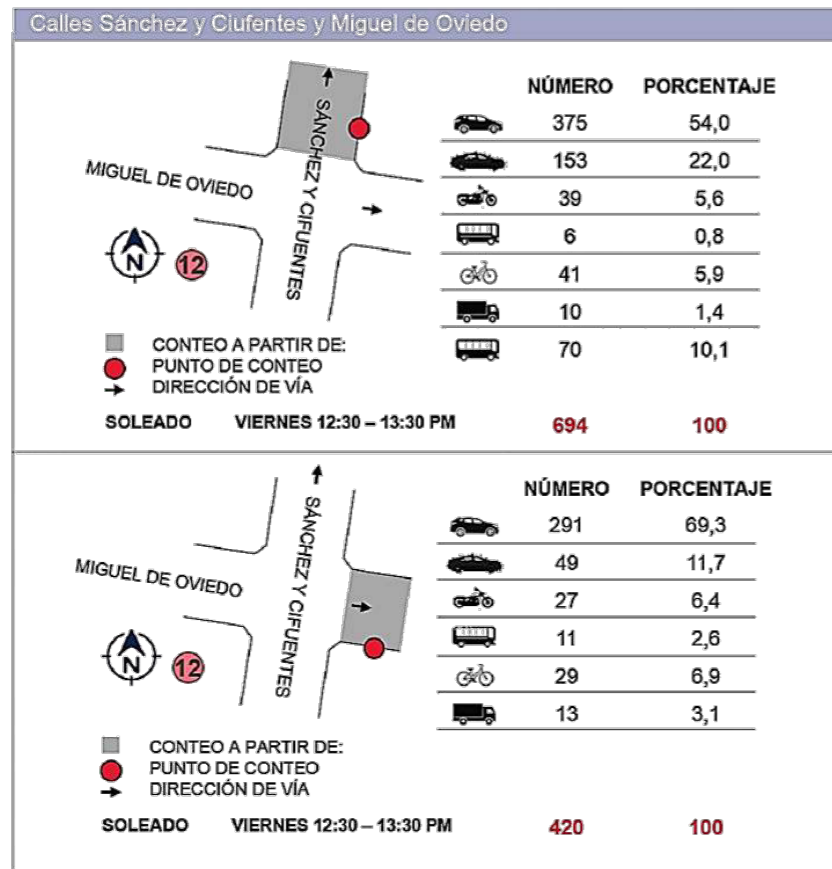 Calles Sánchez y Ciufentes y Miguel de Oviedo
NÚMERO PORCENTAJE
375 54,0
153 22,0
39 5,6
6 0,8
41 5,9
10 1,4
70 10,1
MIGUEL DE OVIEDO
SÁNCHEZ Y CIFUENTES
N
12
CONTEO A PARTIR DE:
PUNTO DE CONTEO
DIRECCIÓN DE VÍA
SOLEADO VIERNES 12:30 – 13:30 PM 694 100
NÚMERO PORCENTAJE
291 69,3
49 11,7
27 6,4
11 2,6
29 6,9
13 3,1
SÁNCHEZ Y CIFUENTES
MIGUEL DE OVIEDO
N
12
CONTEO A PARTIR DE:
PUNTO DE CONTEO
DIRECCIÓN DE VÍA
SOLEADO VIERNES 12:30 – 13:30 PM 420 100